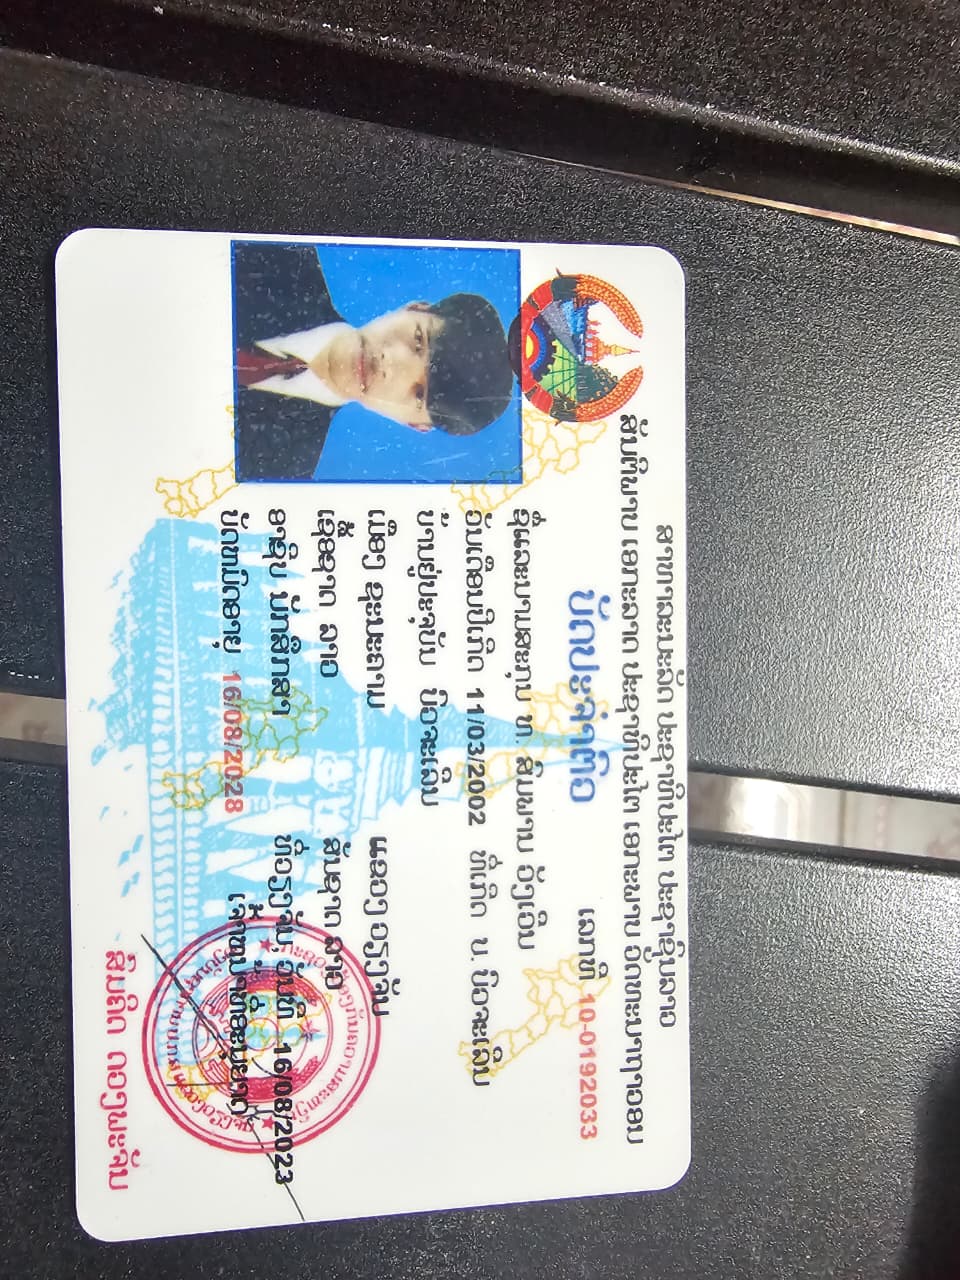 ສາທາລະນະລັດ ປະຊາທິປະໄຕ ປະຊາຊົນລາວ
ສັນຕິພາບ ເອກະລາດ ປະຊາທິປະໄຕ ເອກະພາບ ວັດທະນາຖາວອນ
ບັດປະຈຳຕົວ
ເລກທີ 10-0192033
ຊື່ແລະນາມສະກຸນ ທ. ສົມພານ ວັງເຄິນ
ວັນເດືອນປີເກີດ 11/03/2002 ທີ່ເກີດ ບ. ບົວຈະເລີນ
ບ້ານຢູ່ປະຈຸບັນ ບົວຈະເລີນ
ເມືອງ ຊະນະຄາມ ແຂວງ ວຽງຈັນ
ເຊື້ອຊາດ ລາວ ສັນຊາດ ລາວ
ອາຊີບ ນັກສຶກສາ ທີ່ວຽງຈັນ, ວັນທີ 16/08/2023
ບັດໝົດອາຍຸ 16/08/2028 ເຈົ້າໜ້າທີ່ອະນຸຍາດ
ສົມຄິດ ດວງພະຈັນ